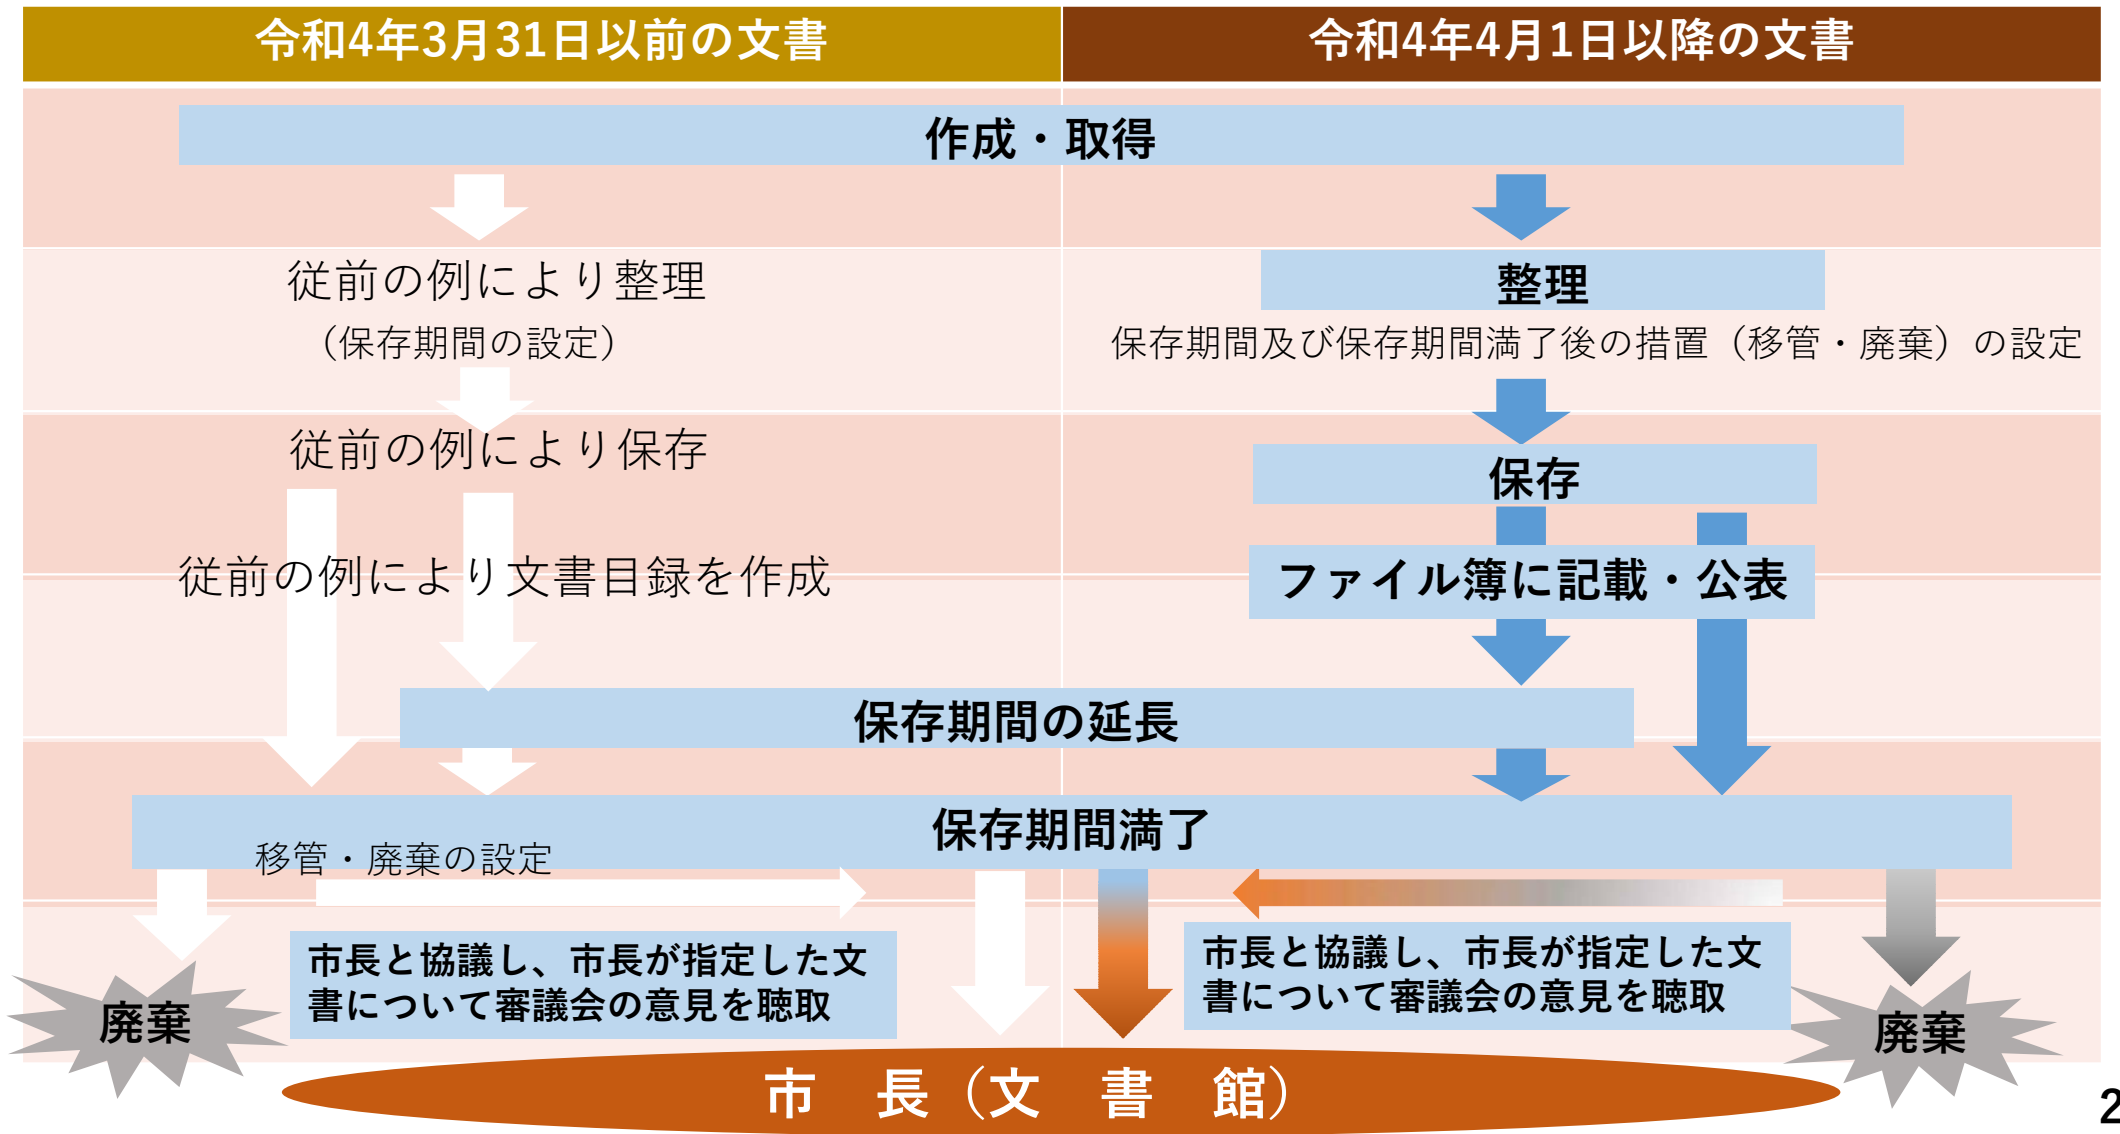 令和4年3月31日以前の文書
令和4年4月1日以降の文書
作成・取得
従前の例により整理
（保存期間の設定）
整理
保存期間及び保存期間満了後の措置（移管・廃棄）の設定
従前の例により保存
保存
従前の例により文書目録を作成
ファイル簿に記載・公表
保存期間の延長
保存期間満了
移管・廃棄の設定
市長と協議し、市長が指定した文
書について審議会の意見を聴取
市長と協議し、市長が指定した文
書について審議会の意見を聴取
廃棄
廃棄
市　長（文　書　館）
2